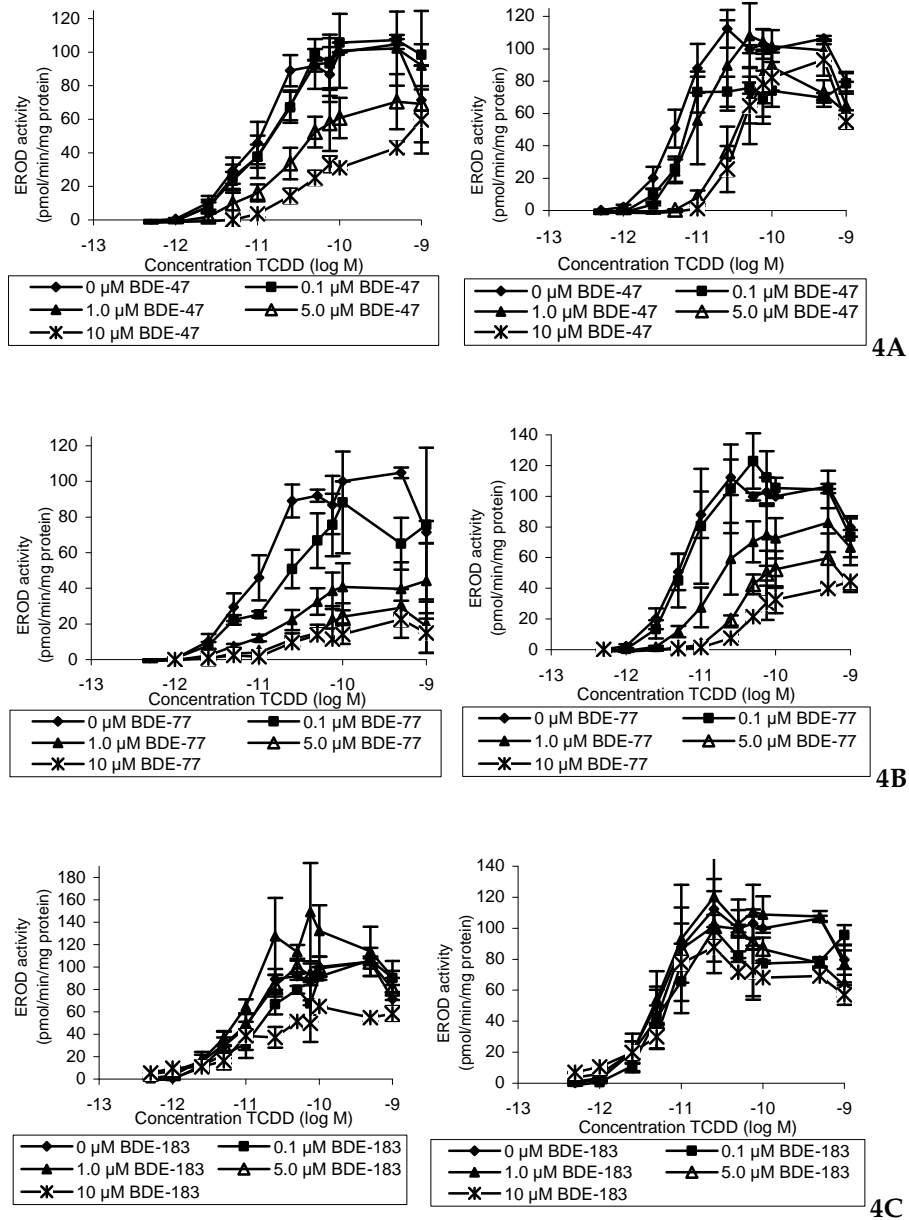 120
100
80
60
40
20
0
EROD activity
(pmol/min/mg protein)
-13 -12 -11 -10 -9
Concentration TCDD (log M)
0 µM BDE-47 0.1 µM BDE-47
1.0 µM BDE-47 5.0 µM BDE-47
10 µM BDE-47
120
100
80
60
40
20
0
EROD activity
(pmol/min/mg protein)
-13 -12 -11 -10 -9
Concentration TCDD (log M)
0 µM BDE-47 0.1 µM BDE-47
1.0 µM BDE-47 5.0 µM BDE-47
10 µM BDE-47
4A
120
100
80
60
40
20
0
EROD activity
(pmol/min/mg protein)
-13 -12 -11 -10 -9
Concentration TCDD (log M)
0 µM BDE-77 0.1 µM BDE-77
1.0 µM BDE-77 5.0 µM BDE-77
10 µM BDE-77
140
120
100
80
60
40
20
0
EROD activity
(pmol/min/mg protein)
-13 -12 -11 -10 -9
Concentration TCDD (log M)
0 µM BDE-77 0.1 µM BDE-77
1.0 µM BDE-77 5.0 µM BDE-77
10 µM BDE-77
4B
180
160
140
120
100
80
60
40
20
0
EROD activity
(pmol/min/mg protein)
-13 -12 -11 -10 -9
Concentration TCDD (log M)
0 µM BDE-183 0.1 µM BDE-183
1.0 µM BDE-183 5.0 µM BDE-183
10 µM BDE-183
140
120
100
80
60
40
20
0
EROD activity
(pmol/min/mg protein)
-13 -12 -11 -10 -9
Concentration TCDD (log M)
0 µM BDE-183 0.1 µM BDE-183
1.0 µM BDE-183 5.0 µM BDE-183
10 µM BDE-183
4C